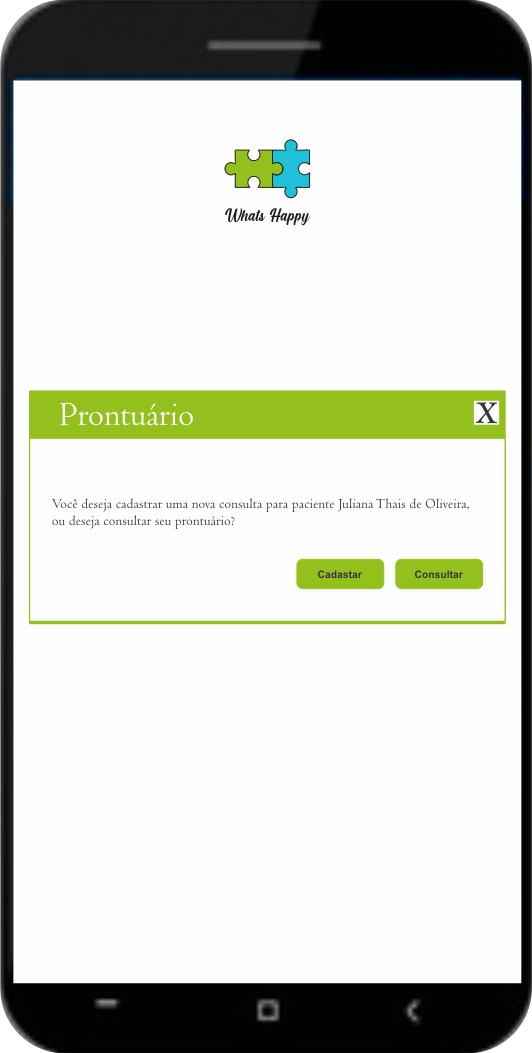 Whats Happy
Prontuário
X
Você deseja cadastrar uma nova consulta para paciente Juliana Thais de Oliveira,
ou deseja consultar seu prontuário?
Cadastar
Consultar